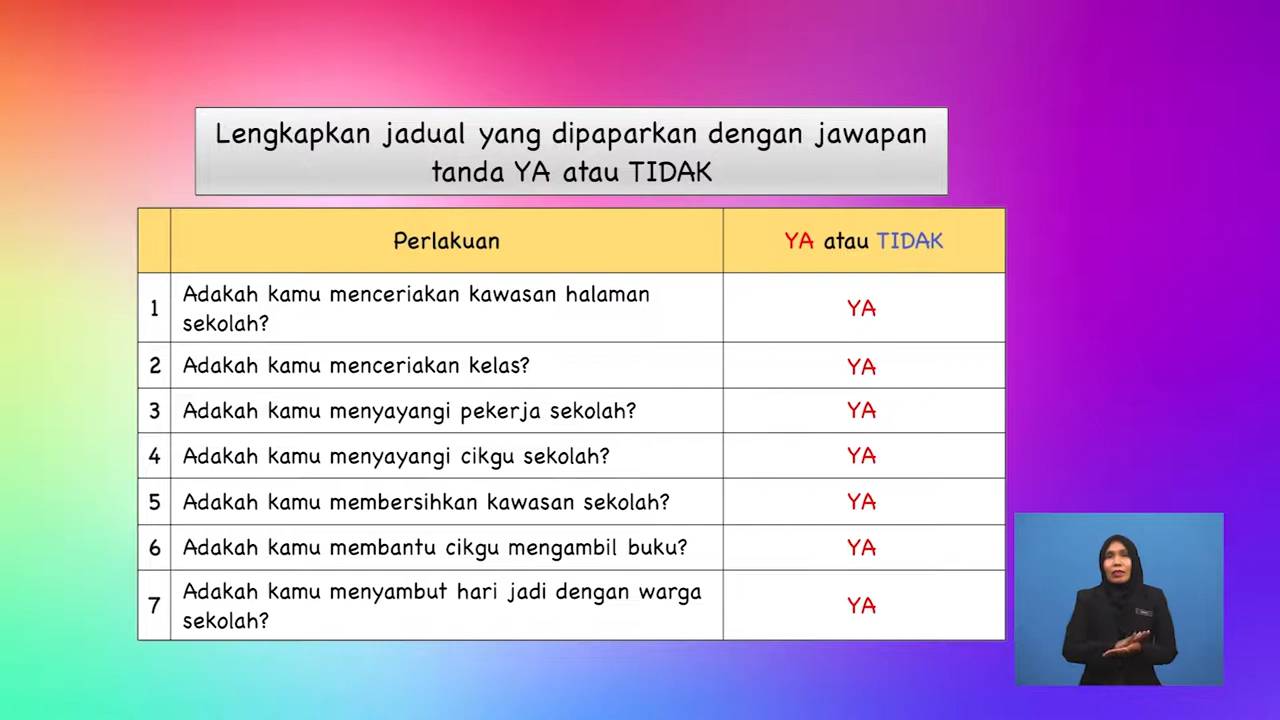 Lengkapkan jadual yang dipaparkan dengan jawapan
tanda YA atau TIDAK
Perlakuan
YA atau TIDAK
1
Adakah kamu menceriakan kawasan halaman
sekolah?
YA
2
Adakah kamu menceriakan kelas?
YA
3
Adakah kamu menyayangi pekerja sekolah?
YA
4
Adakah kamu menyayangi cikgu sekolah?
YA
5
Adakah kamu membersihkan kawasan sekolah?
YA
6
Adakah kamu membantu cikgu mengambil buku?
YA
7
Adakah kamu menyambut hari jadi dengan warga
sekolah?
YA